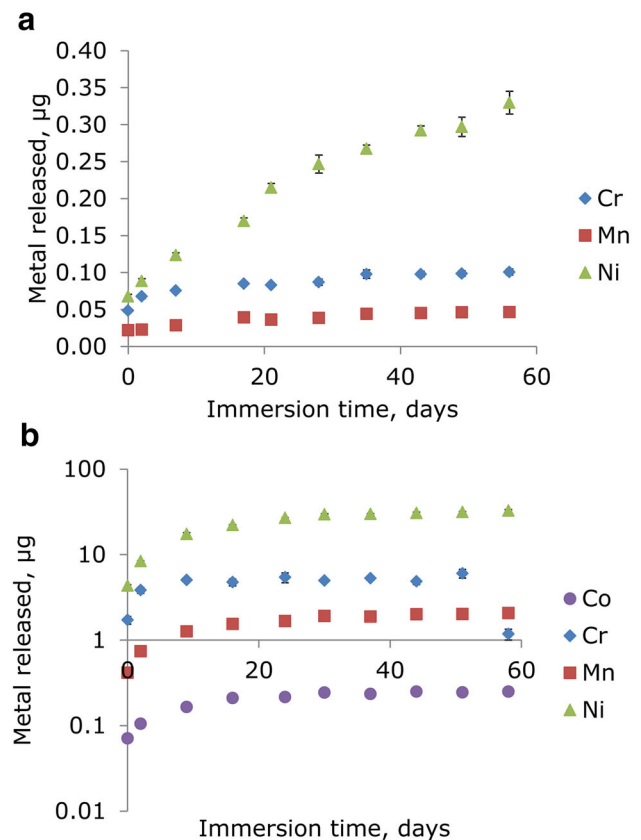 a
0.40
0.35
0.30
0.25
0.20
0.15
0.10
0.05
0.00
Metal released, µg
0 20 40 60
Immersion time, days
Cr
Mn
Ni
b
100
10
1
0.1
0.01
Metal released, µg
0 20 40 60
Immersion time, days
Co
Cr
Mn
Ni